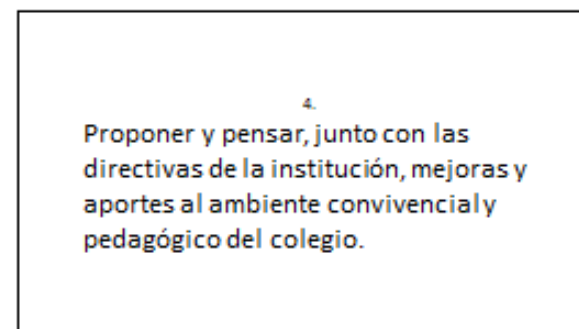 4.
Proponer y pensar, junto con las
directivas de la institución, mejoras y
aportes al ambiente convivencial y
pedagógico del colegio.